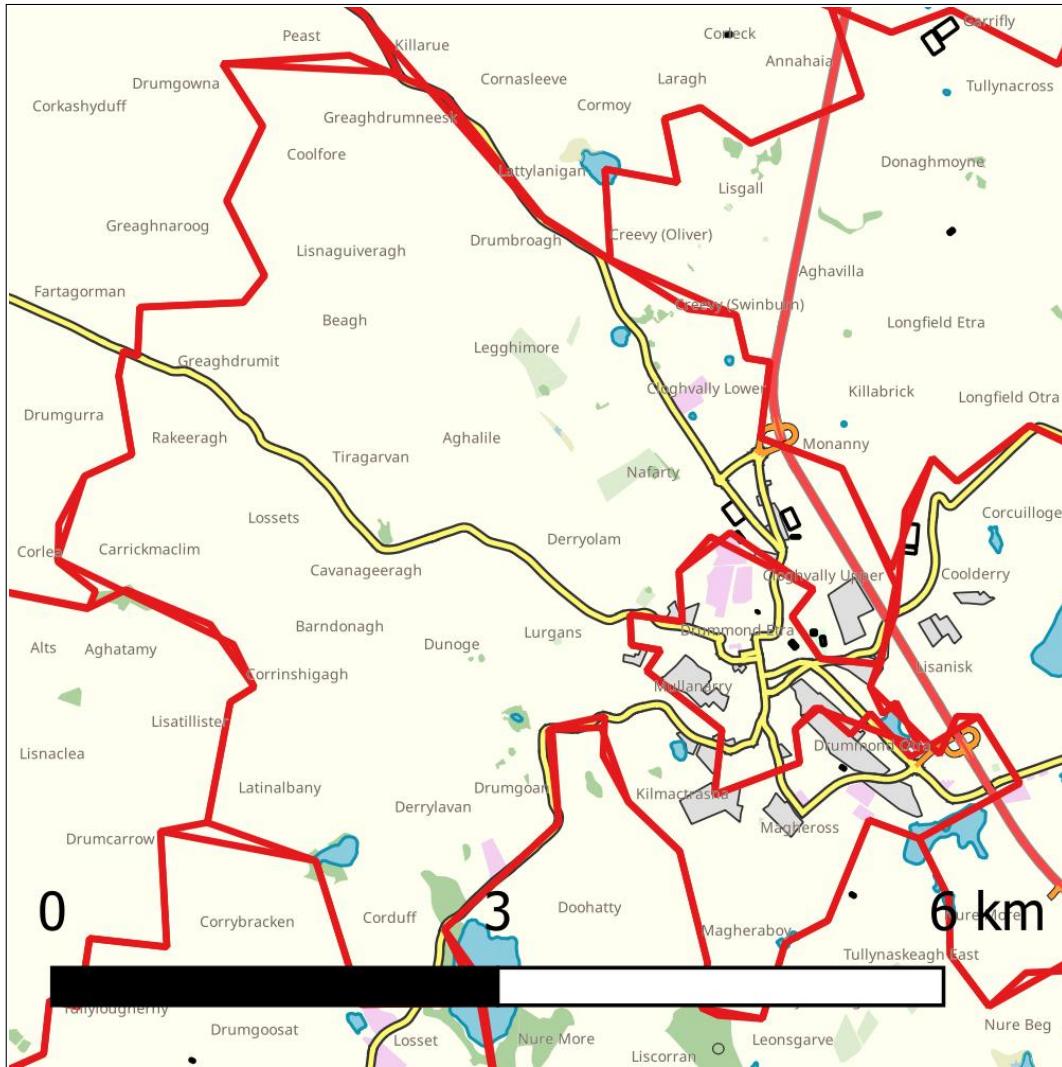 Carrifly
Peast
Corleck
Killarue
Annahaia
Cornasleeve
Laragh
Drumgowna
Tullynacross
Corkashyduff
Cormoy
Greaghdrumneesk
Coolfore
Donaghmoyne
Lattylanigan
Lisgall
Greaghnaroog
Creevy (Oliver)
Drumbroagh
Lisnaguiveragh
Aghavilla
Fartagorman
Creevy (Swinburn)
Beagh
Longfield Etra
Legghimore
Greaghdrumit
Cloghvally Lower
Killabrick
Longfield Otra
Drumgurra
Rakeeragh
Aghalile
Monanny
Tiragarvan
Nafarty
Lossets
Corcuilloge
Derryolam
Corlea
Carrickmaclim
Cavanageeragh
Cloghvally Upper
Coolderry
Barndonagh
Lurgans
Drummond Etra
Dunoge
Alts
Aghatamy
Lisanisk
Corrinshigagh
Mullanarry
Lisatillister
Drummond Otra
Lisnaclea
Latinalbany
Drumgoan
Kilmactrasna
Derrylavan
Magheross
Drumcarrow
Doohatty
0
3
6 km
Nure More
Corrybracken
Corduff
Magheraboy
Tullynaskeagh East
Tullylougherny
Drumgoosat
Losset
Nure More
Leonsgarve
Nure Beg
Liscorran